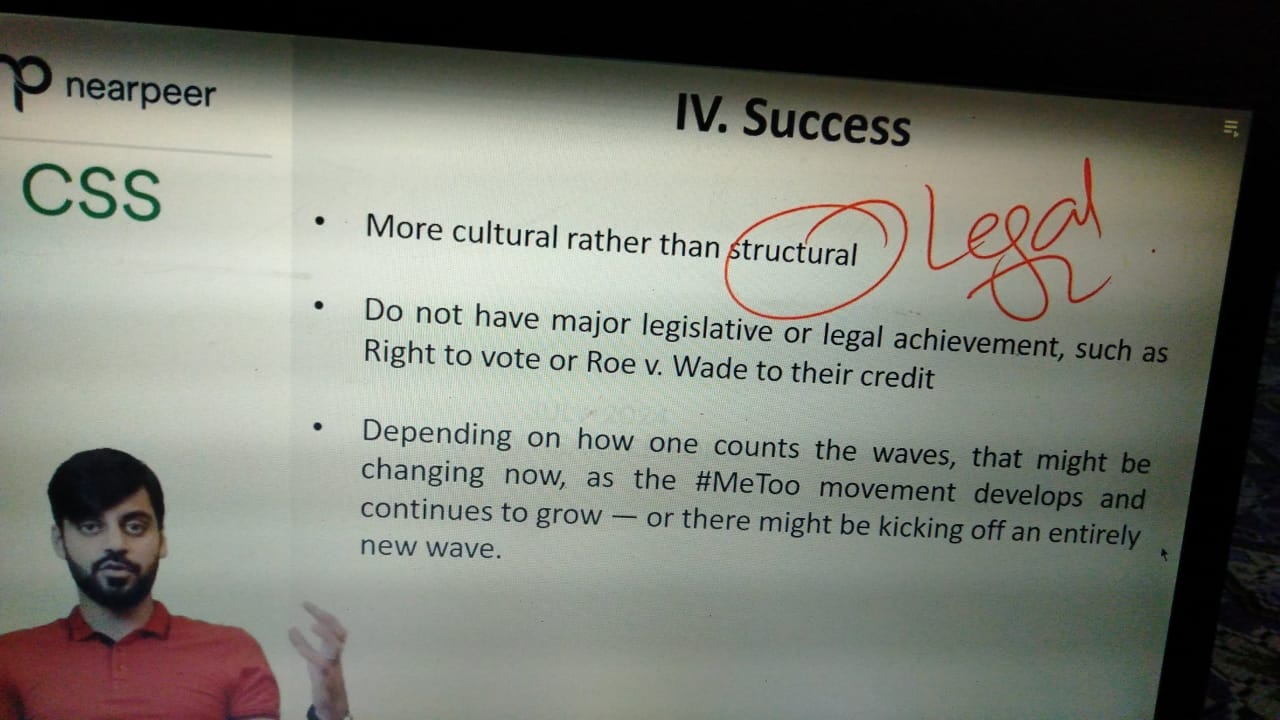 nearpeer
CSS
IV. Success
• More cultural rather than structural
Legal
• Do not have major legislative or legal achievement, such as
Right to vote or Roe v. Wade to their credit
• Depending on how one counts the waves, that might be
changing now, as the #MeToo movement develops and
continues to grow — or there might be kicking off an entirely
new wave.